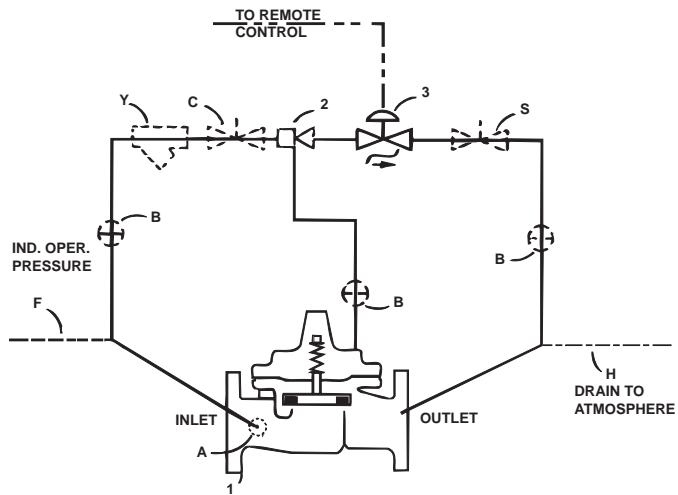 TO REMOTE
CONTROL
Y
C
2
3
S
B
B
IND. OPER.
PRESSURE
B
F
H
DRAIN TO
ATMOSPHERE
INLET
OUTLET
A
1